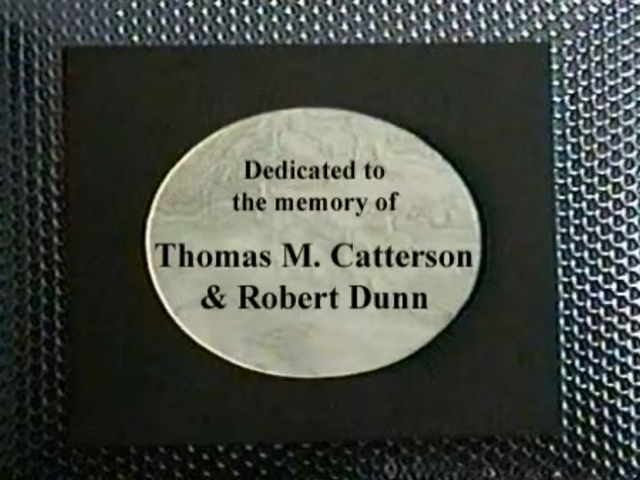 Dedicated to
the memory of
Thomas M. Catterson
& Robert Dunn